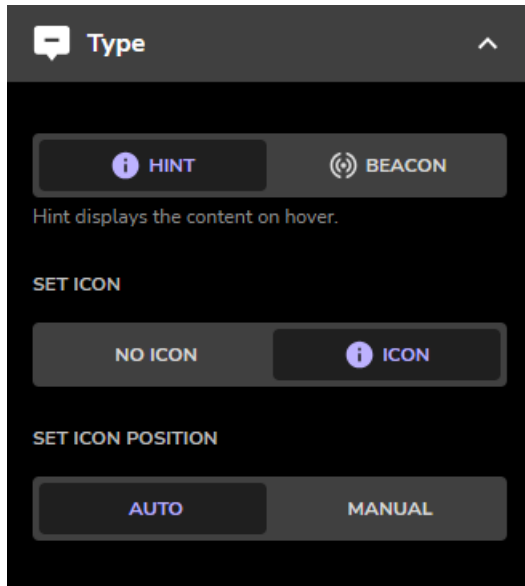 Type
HINT
BEACON
Hint displays the content on hover.
SET ICON
NO ICON
ICON
SET ICON POSITION
AUTO
MANUAL